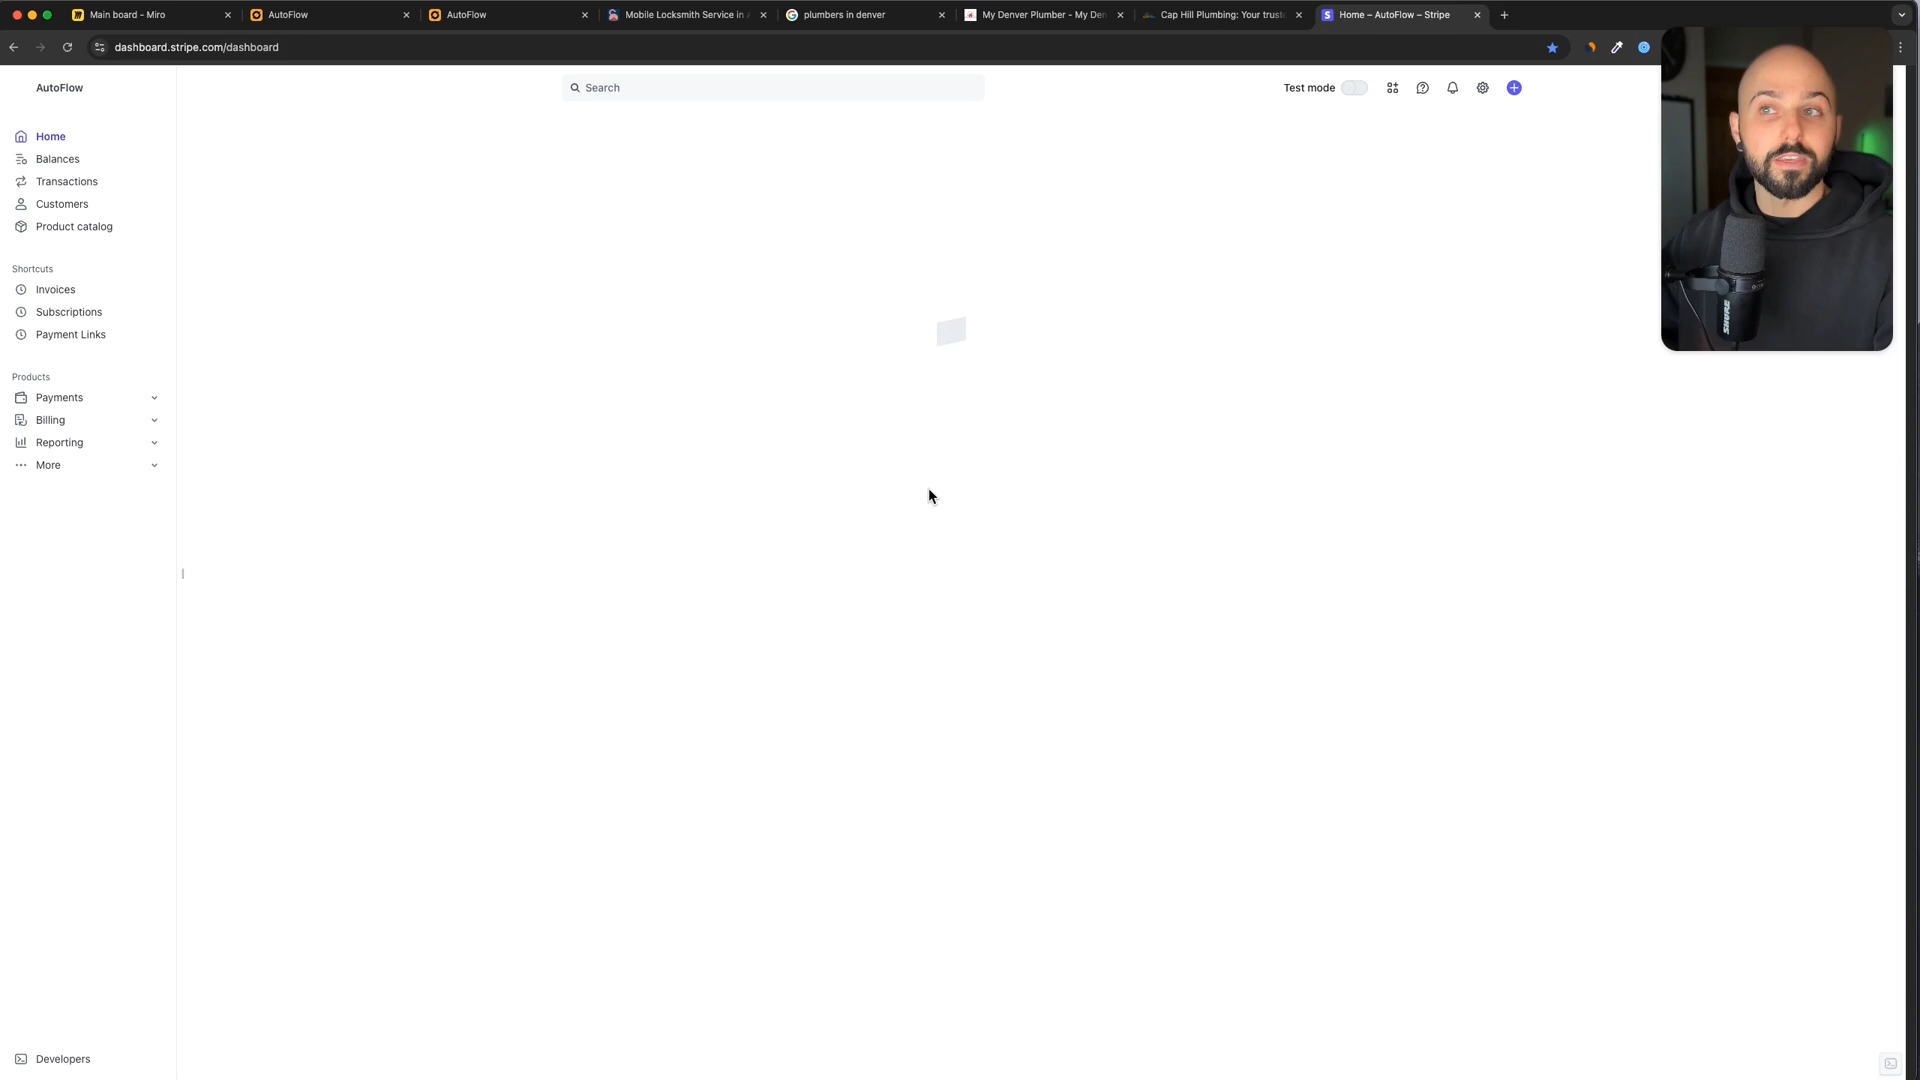 Main board - Miro
AutoFlow
AutoFlow
Mobile Locksmith Service in
plumbers in denver
My Denver Plumber - My Den
Cap Hill Plumbing: Your trust
Home – AutoFlow – Stripe
dashboard.stripe.com/dashboard
AutoFlow
Search
Test mode
Home
Balances
Transactions
Customers
Product catalog
Shortcuts
Invoices
Subscriptions
Payment Links
Products
Payments
Billing
Reporting
More
Developers
SHURE